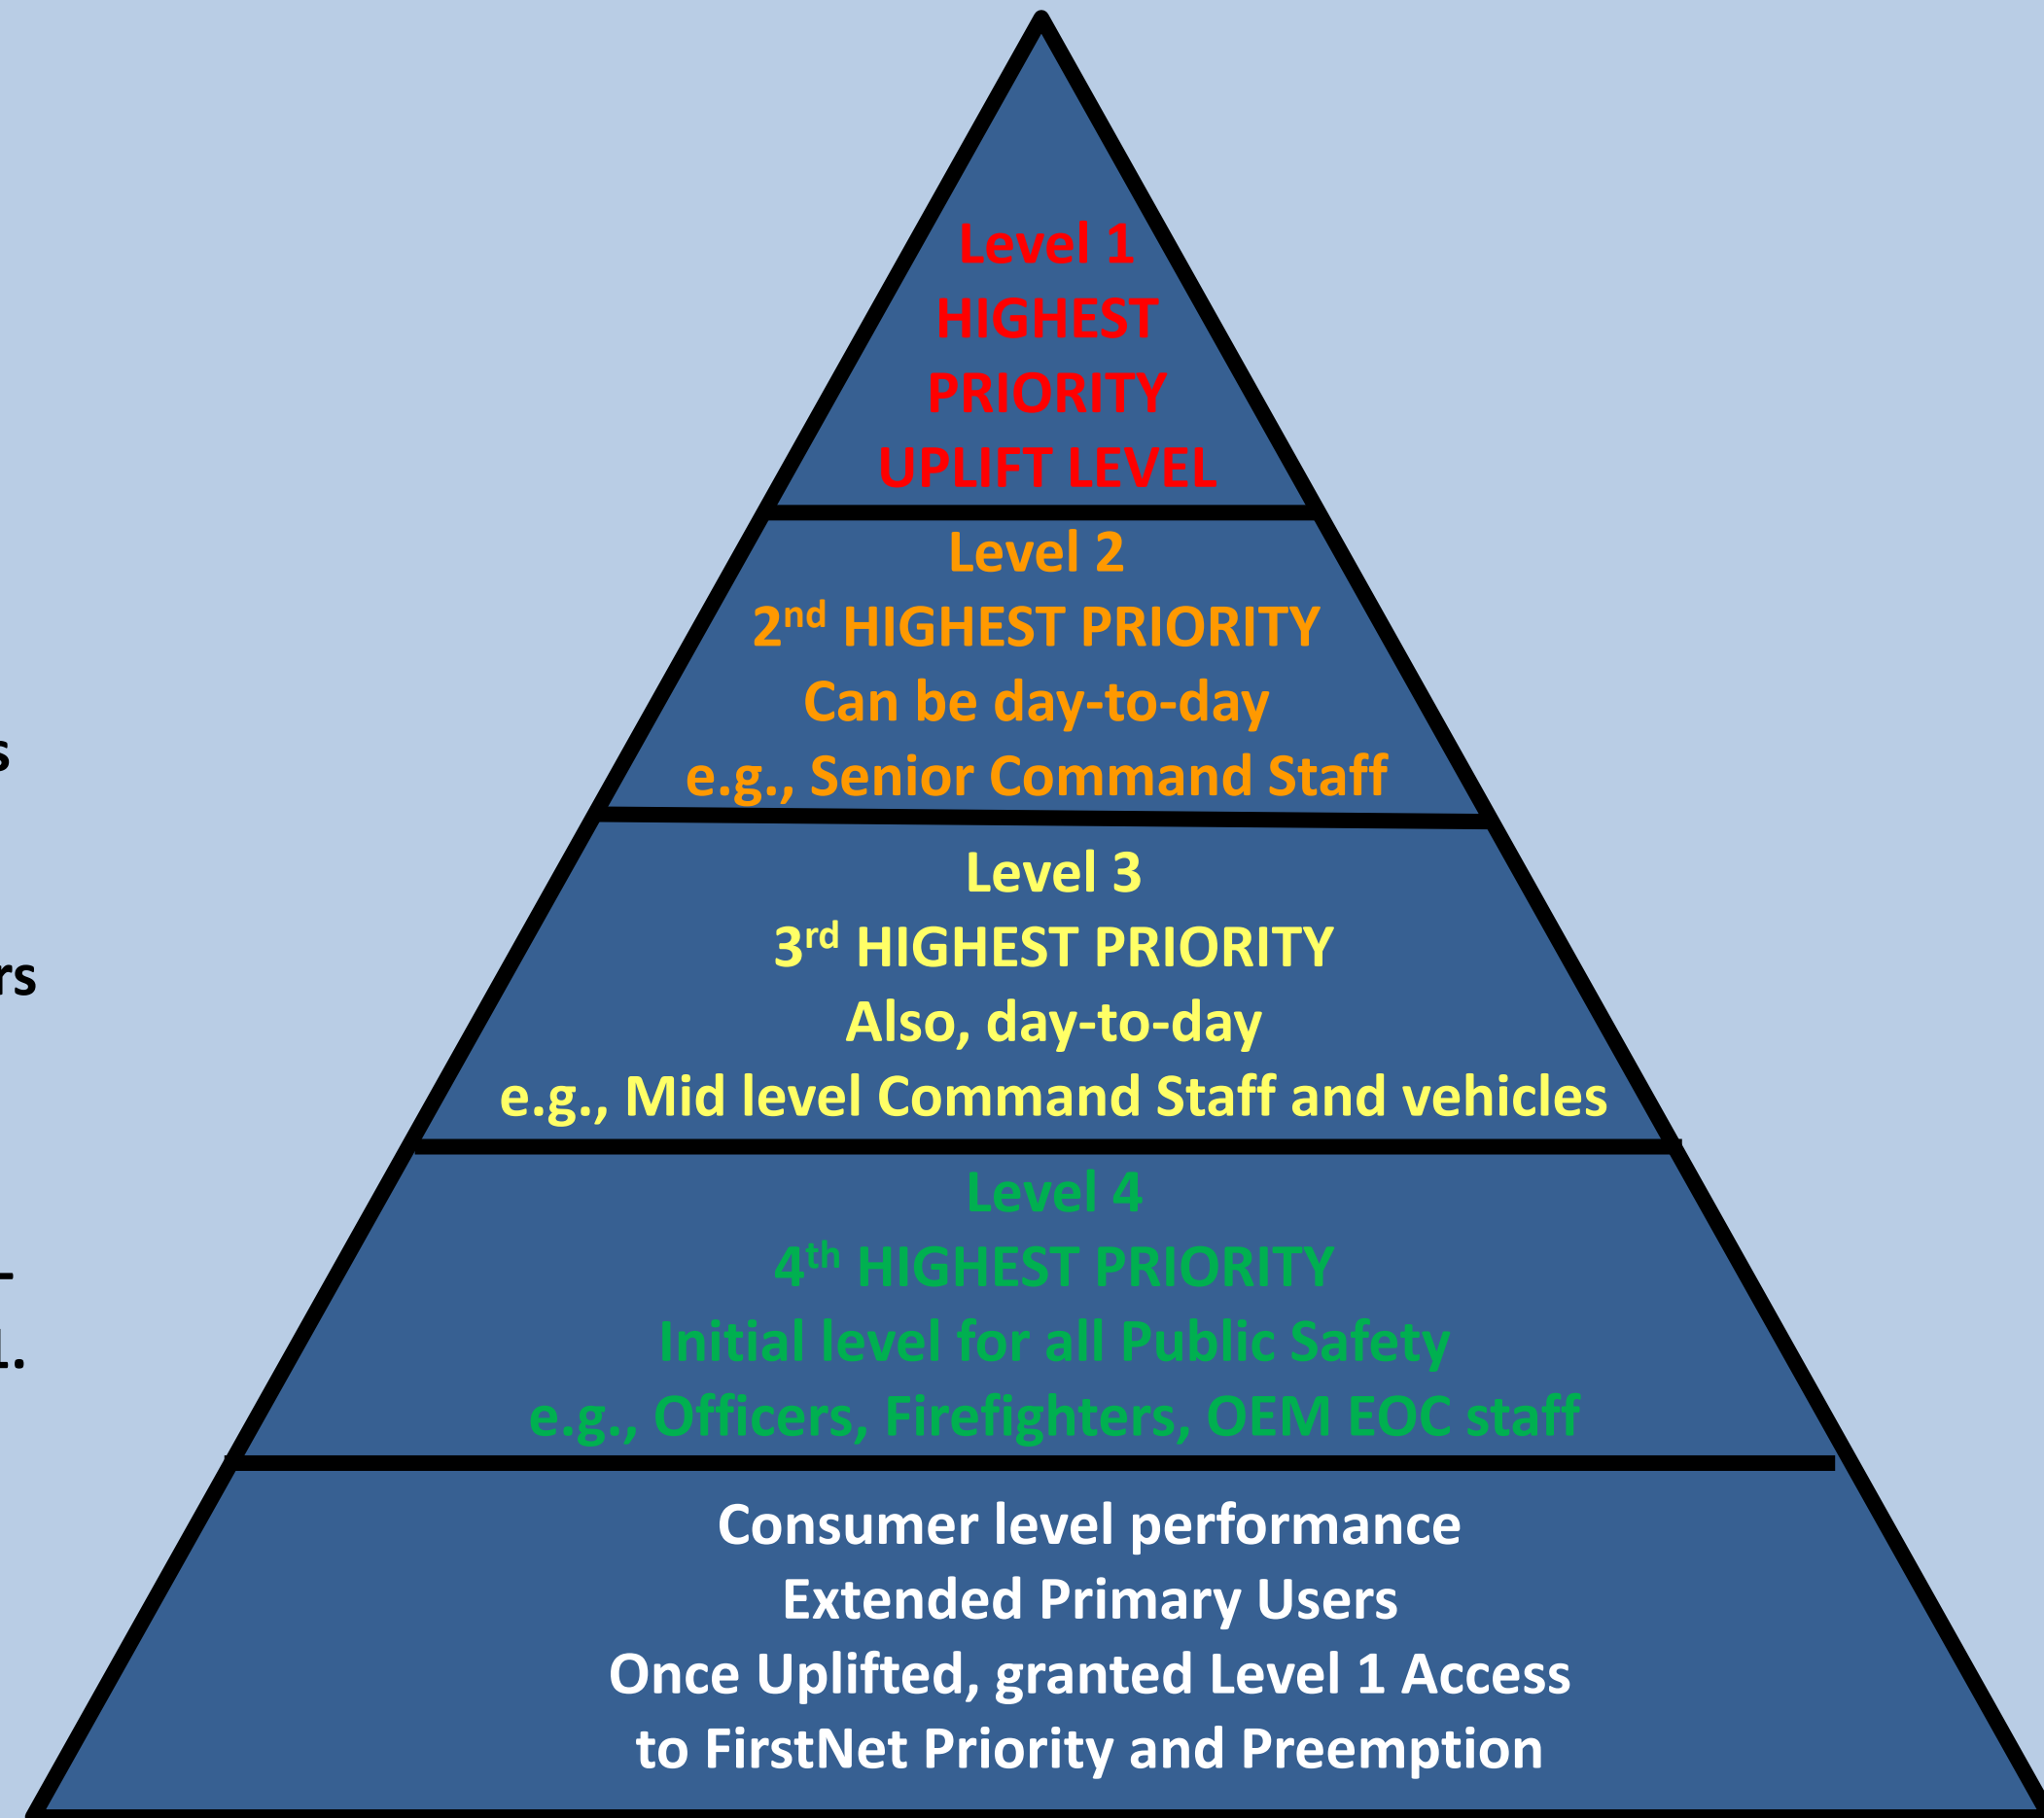 Level 1
HIGHEST
PRIORITY
UPLIFT LEVEL
Level 2
2nd HIGHEST PRIORITY
Can be day-to-day
e.g., Senior Command Staff
Level 3
3rd HIGHEST PRIORITY
Also, day-to-day
e.g., Mid level Command Staff and vehicles
Level 4
4th HIGHEST PRIORITY
Initial level for all Public Safety
e.g., Officers, Firefighters, OEM EOC staff
Consumer level performance
Extended Primary Users
Once Uplifted, granted Level 1 Access
to FirstNet Priority and Preemption